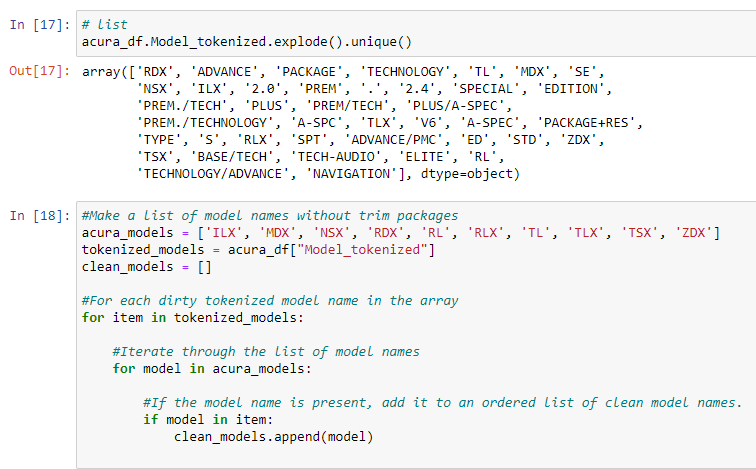 In [17]: # list
acura_df.Model_tokenized.explode().unique()
Out[17]: array(['RDX', 'ADVANCE', 'PACKAGE', 'TECHNOLOGY', 'TL', 'MDX', 'SE',
'NSX', 'ILX', '2.0', 'PREM', '.', '2.4', 'SPECIAL', 'EDITION',
'PREM./TECH', 'PLUS', 'PREM/TECH', 'PLUS/A-SPEC',
'PREM./TECHNOLOGY', 'A-SPC', 'TLX', 'V6', 'A-SPEC', 'PACKAGE+RES',
'TYPE', 'S', 'RLX', 'SPT', 'ADVANCE/PMC', 'ED', 'STD', 'ZDX',
'TSX', 'BASE/TECH', 'TECH-AUDIO', 'ELITE', 'RL',
'TECHNOLOGY/ADVANCE', 'NAVIGATION'], dtype=object)
In [18]: #Make a list of model names without trim packages
acura_models = ['ILX', 'MDX', 'NSX', 'RDX', 'RL', 'RLX', 'TL', 'TLX', 'TSX', 'ZDX']
tokenized_models = acura_df["Model_tokenized"]
clean_models = []
#For each dirty tokenized model name in the array
for item in tokenized_models:
#Iterate through the list of model names
for model in acura_models:
#If the model name is present, add it to an ordered list of clean model names.
if model in item:
clean_models.append(model)